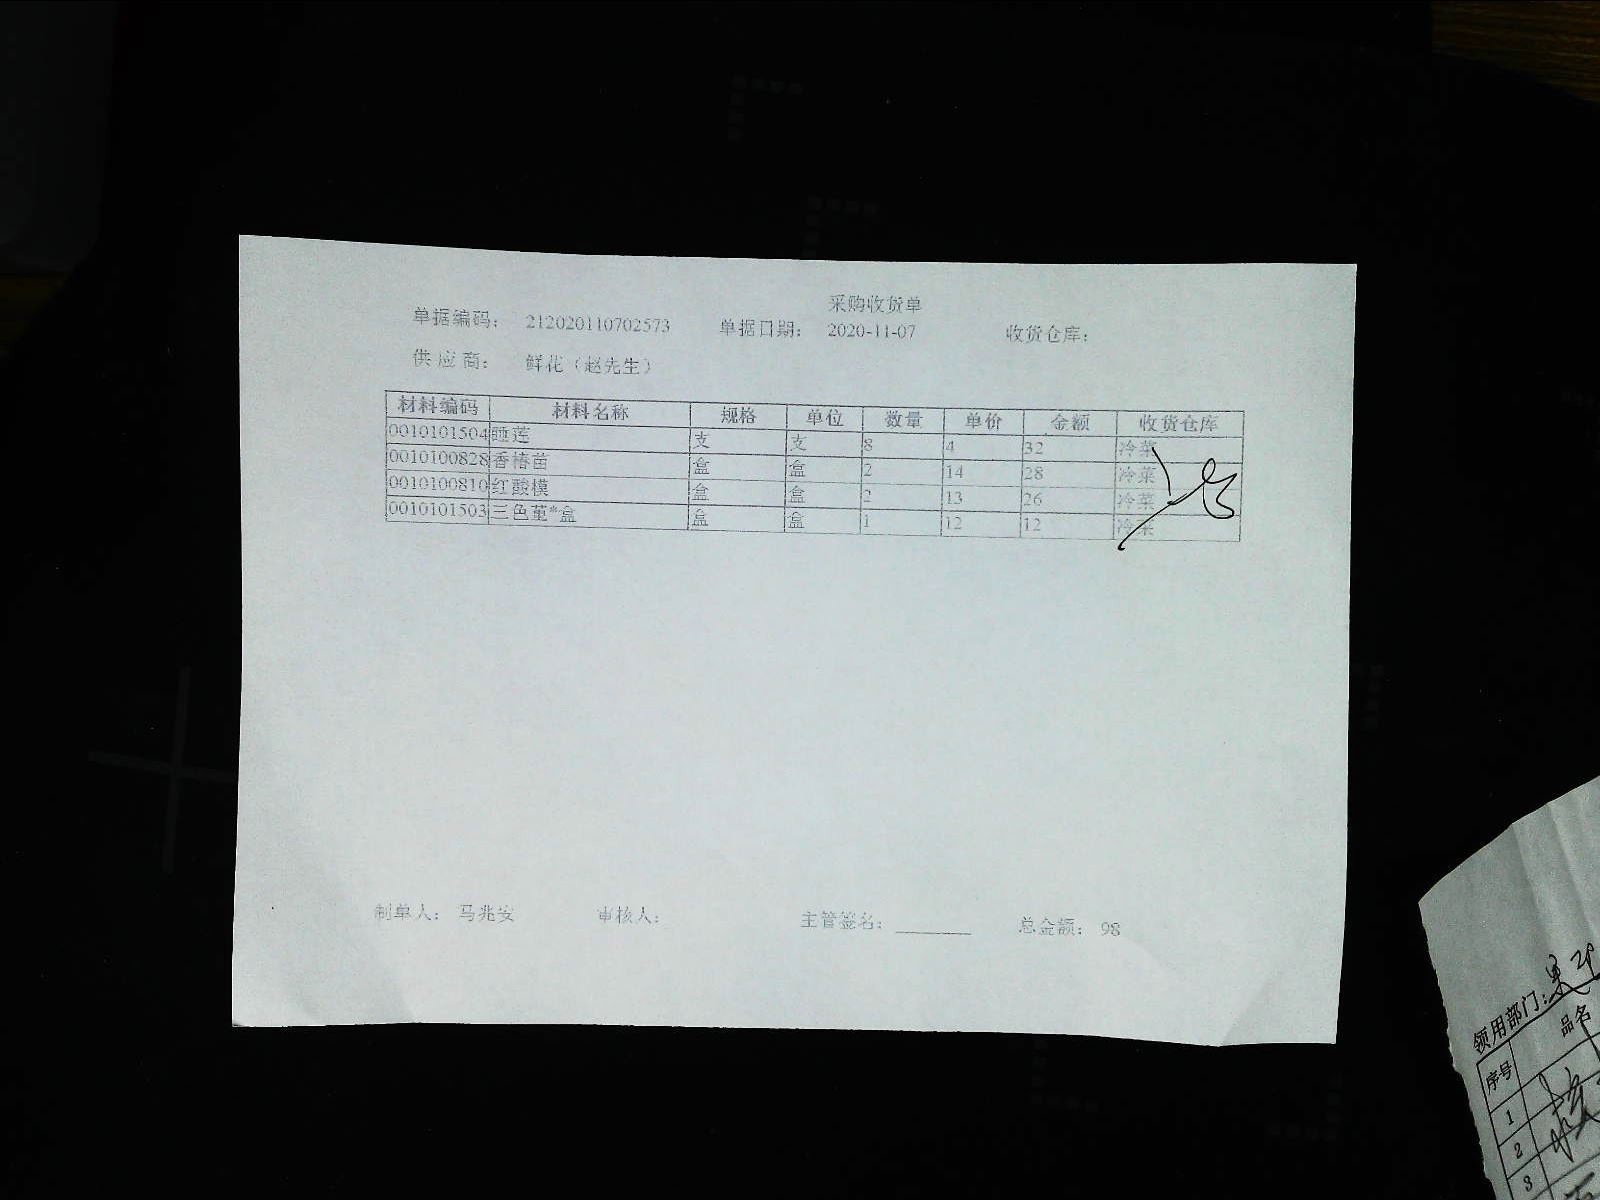 采购收货单
单据编码： 212020110702573 单据日期： 2020-11-07 收货仓库：
供 应 商： 鲜花（赵先生）
材料编码 材料名称 规格 单位 数量 单价 金额 收货仓库
0010101504 睡莲 支 支 8 4 32 冷菜
0010100828 香椿苗 盒 盒 2 14 28 冷菜
0010100810 红酸模 盒 盒 2 13 26 冷菜
0010101503 三色堇*盒 盒 盒 1 12 12 冷菜
制单人： 马兆安 审核人： 主管签名： 总金额： 98
领用部门：
序号 品名
1
2
3